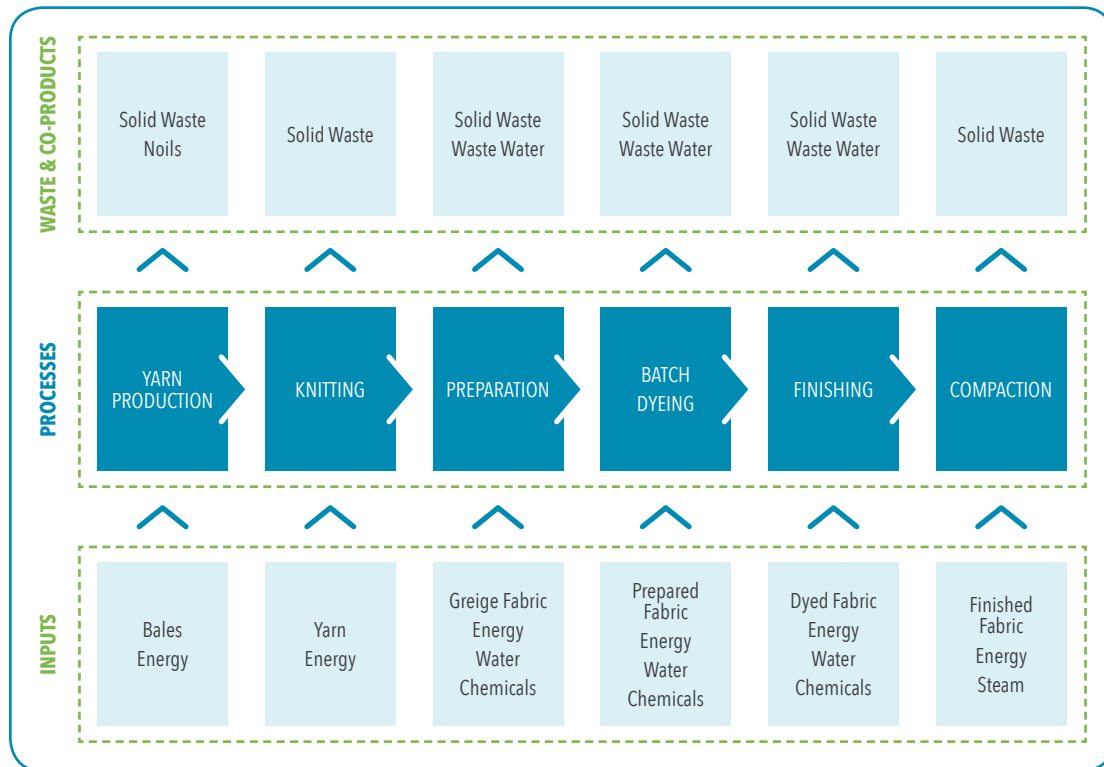 WASTE & CO-PRODUCTS
Solid Waste
Noils
Solid Waste
Solid Waste
Waste Water
Solid Waste
Waste Water
Solid Waste
Waste Water
Solid Waste
PROCESSES
YARN
PRODUCTION
KNITTING
PREPARATION
BATCH
DYEING
FINISHING
COMPACTION
INPUTS
Bales
Energy
Yarn
Energy
Greige Fabric
Energy
Water
Chemicals
Prepared
Fabric
Energy
Water
Chemicals
Dyed Fabric
Energy
Water
Chemicals
Finished
Fabric
Energy
Steam